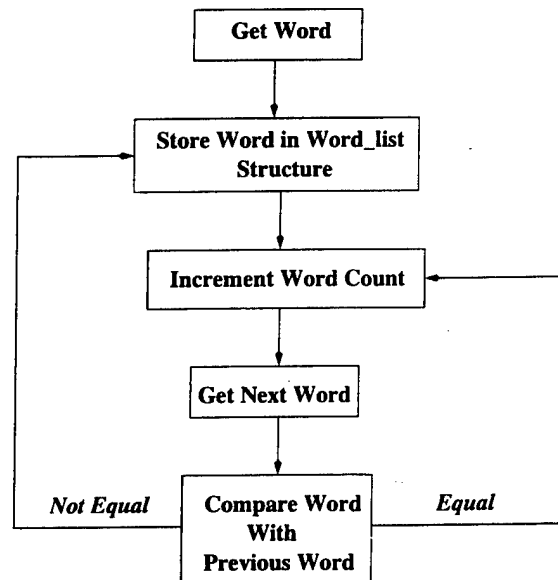 Get Word
Store Word in Word_list
Structure
Increment Word Count
Get Next Word
Not Equal
Compare Word
Equal
With
Previous Word